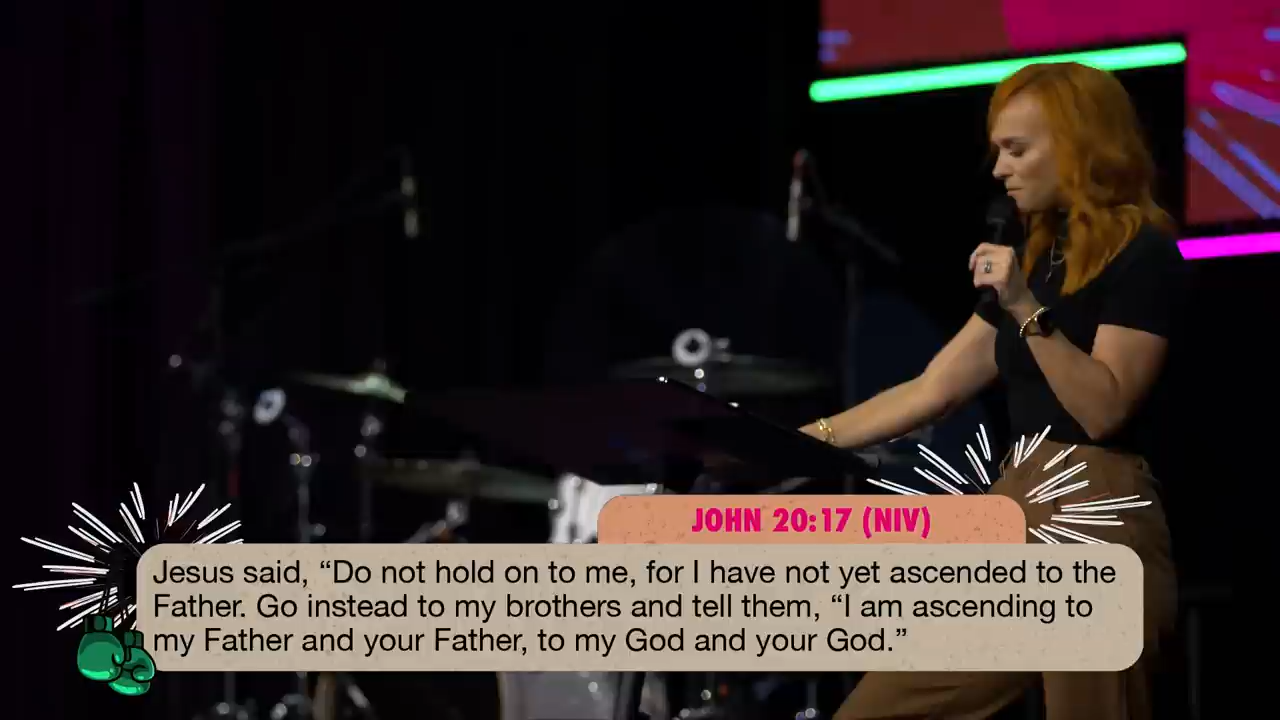 JOHN 20:17 (NIV)
Jesus said, “Do not hold on to me, for I have not yet ascended to the
Father. Go instead to my brothers and tell them, “I am ascending to
my Father and your Father, to my God and your God.”